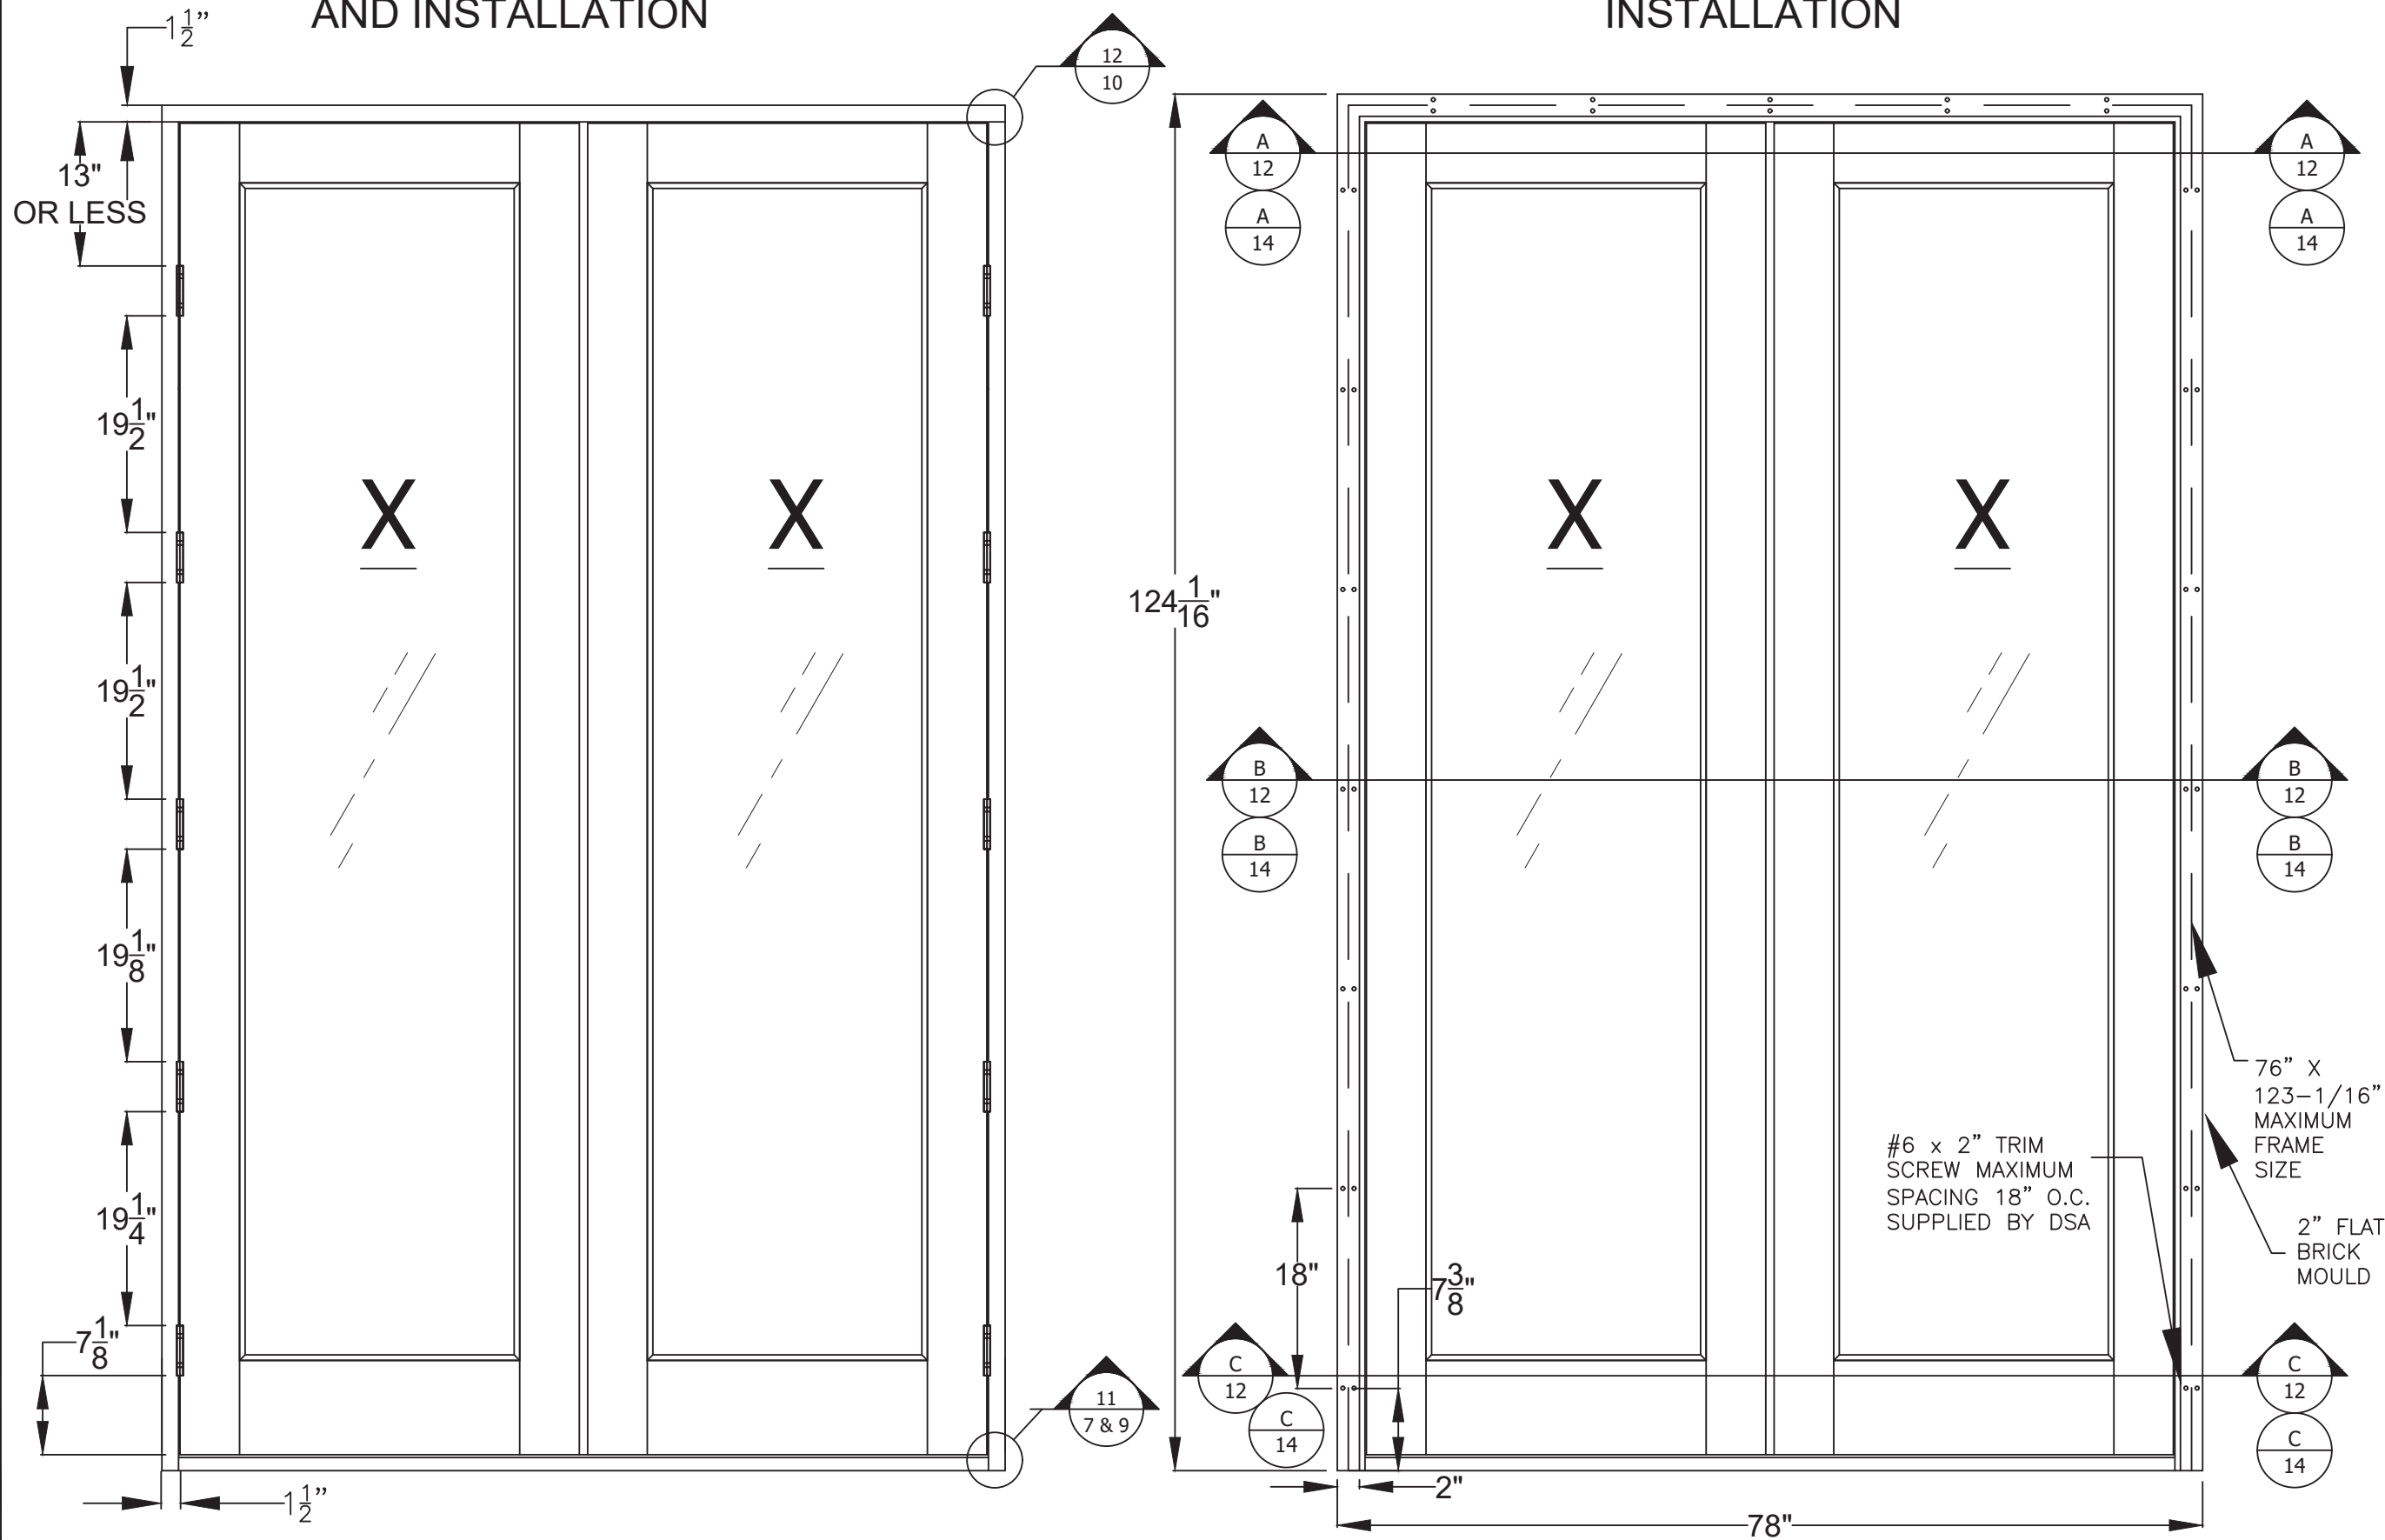 AND INSTALLATION
1 1/2”
12
10
13"
OR LESS
19 1/2"
X
X
19 1/2"
19 1/8"
19 1/4"
7 1/8"
11
7 & 9
1 1/2”
INSTALLATION
A
12
A
14
A
12
A
14
124 1/16"
X
X
B
12
B
14
B
12
B
14
76” X
123-1/16”
MAXIMUM
FRAME
SIZE
#6 x 2” TRIM
SCREW MAXIMUM
SPACING 18” O.C.
SUPPLIED BY DSA
2” FLAT
BRICK
MOULD
18"
7 3/8"
C
12
C
14
C
12
C
14
2"
78"